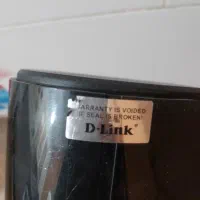 WARRANTY IS VOIDED
IF SEAL IS BROKEN
D-Link